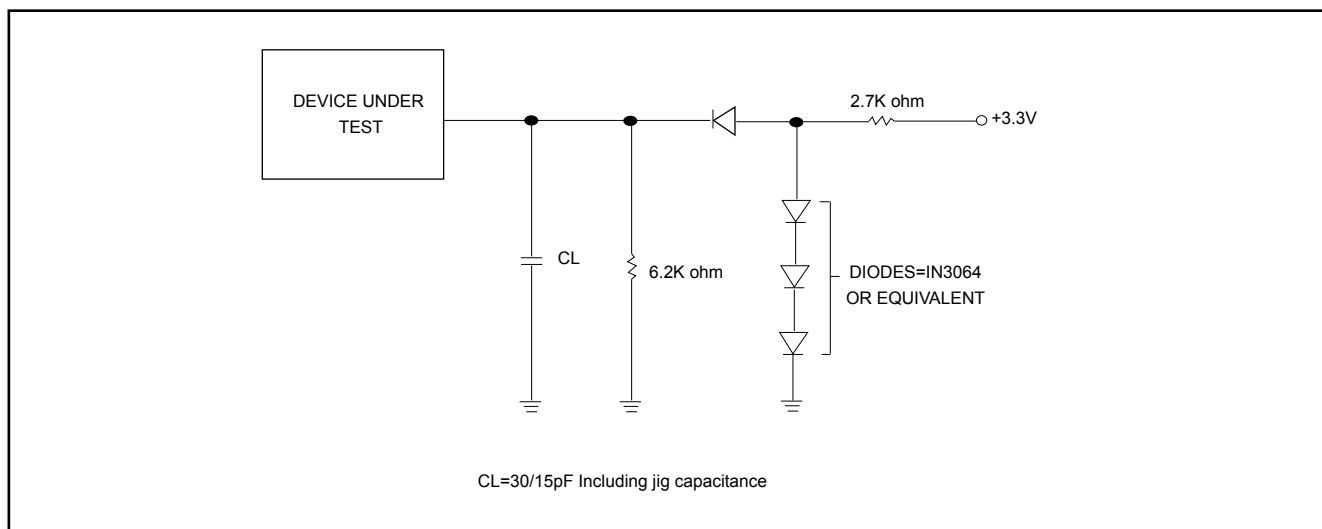 DEVICE UNDER
TEST
2.7K ohm
+3.3V
CL
6.2K ohm
DIODES=IN3064
OR EQUIVALENT
CL=30/15pF Including jig capacitance